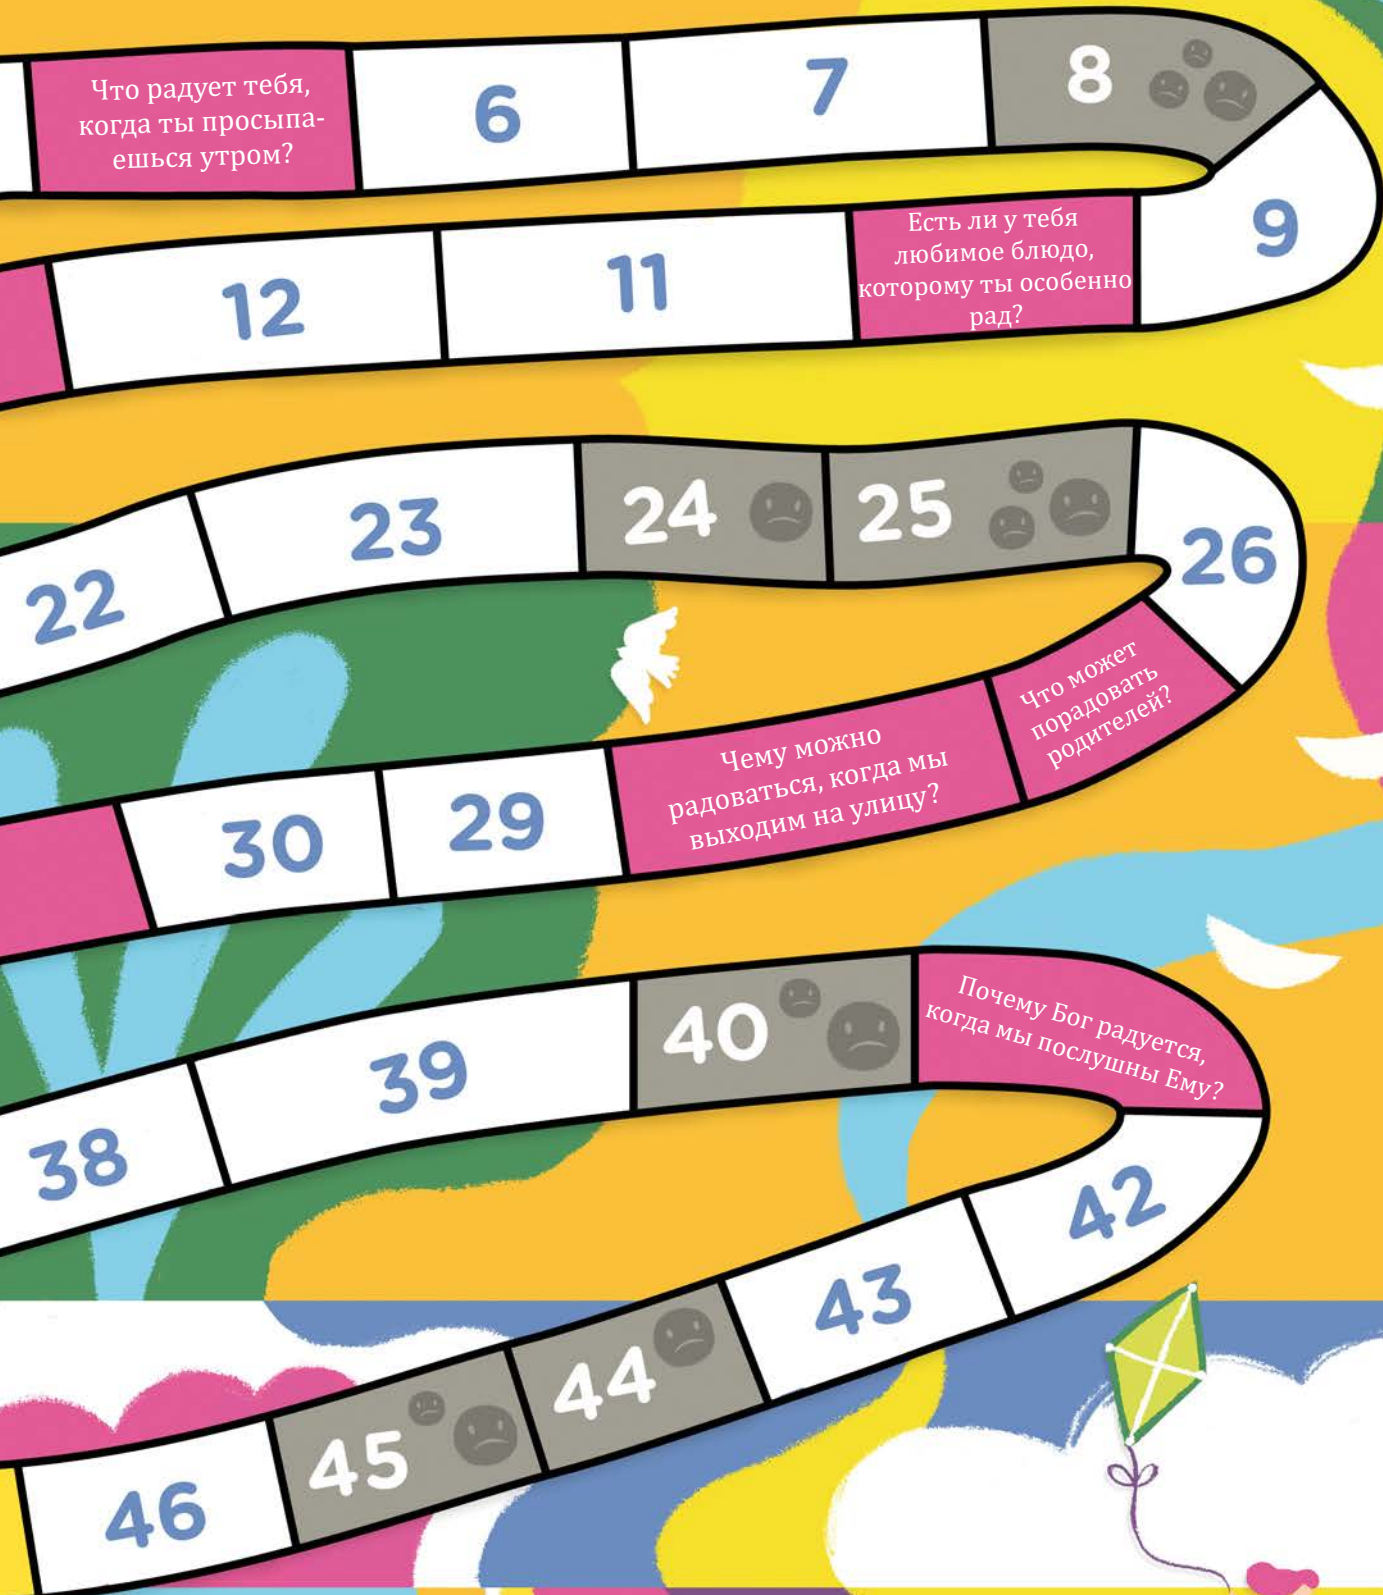 Что радует тебя,
когда ты просыпа-
ешься утром?
6
7
8
9
Есть ли у тебя
любимое блюдо,
которому ты особенно
рад?
11
12
22
23
24
25
26
Что может
порадовать
родителей?
Чему можно
радоваться, когда мы
выходим на улицу?
29
30
38
39
40
Почему Бог радуется,
когда мы послушны Ему?
42
43
44
45
46